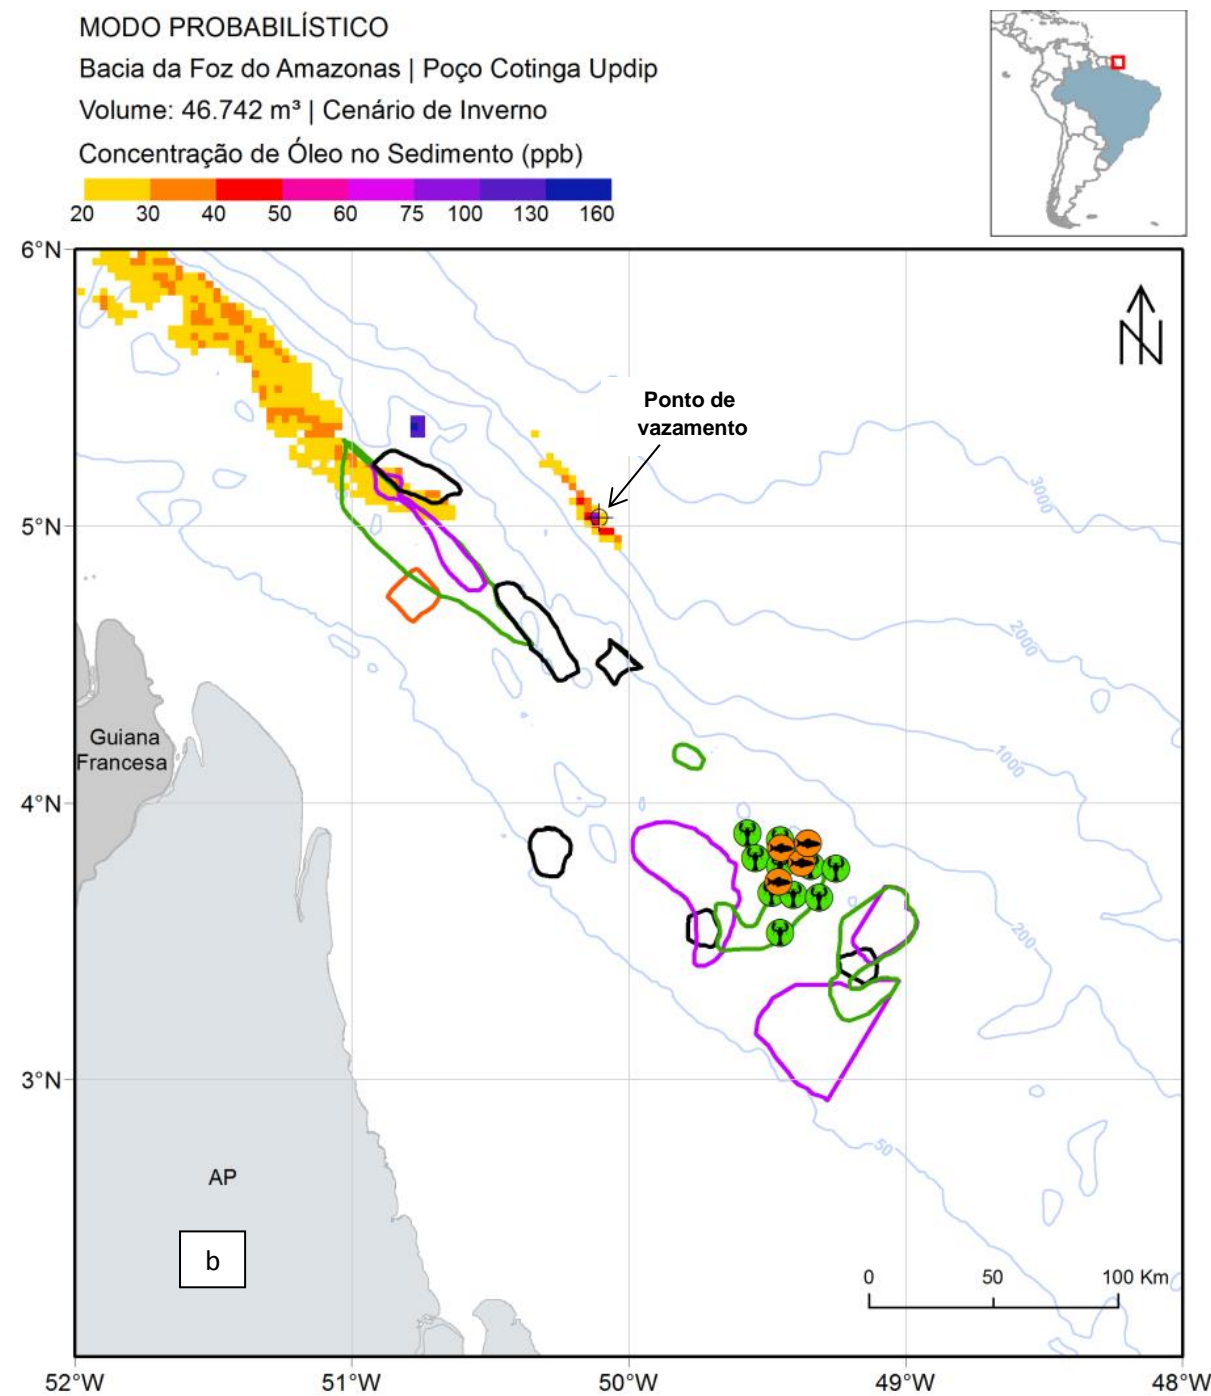 MODO PROBABILÍSTICO
Bacia da Foz do Amazonas | Poço Cotinga Updip
Volume: 46.742 m³ | Cenário de Inverno
Concentração de Óleo no Sedimento (ppb)
20 30 40 50 60 75 100 130 160
6°N
N
Ponto de
vazamento
3000
5°N
2000
Guiana
Francesa
1000
4°N
200
3°N
50
AP
b
0 50 100 Km
52°W 51°W 50°W 49°W 48°W